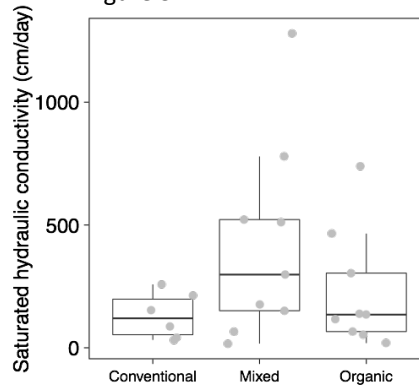 Saturated hydraulic conductivity (cm/day)
1000
500
0
Conventional Mixed Organic